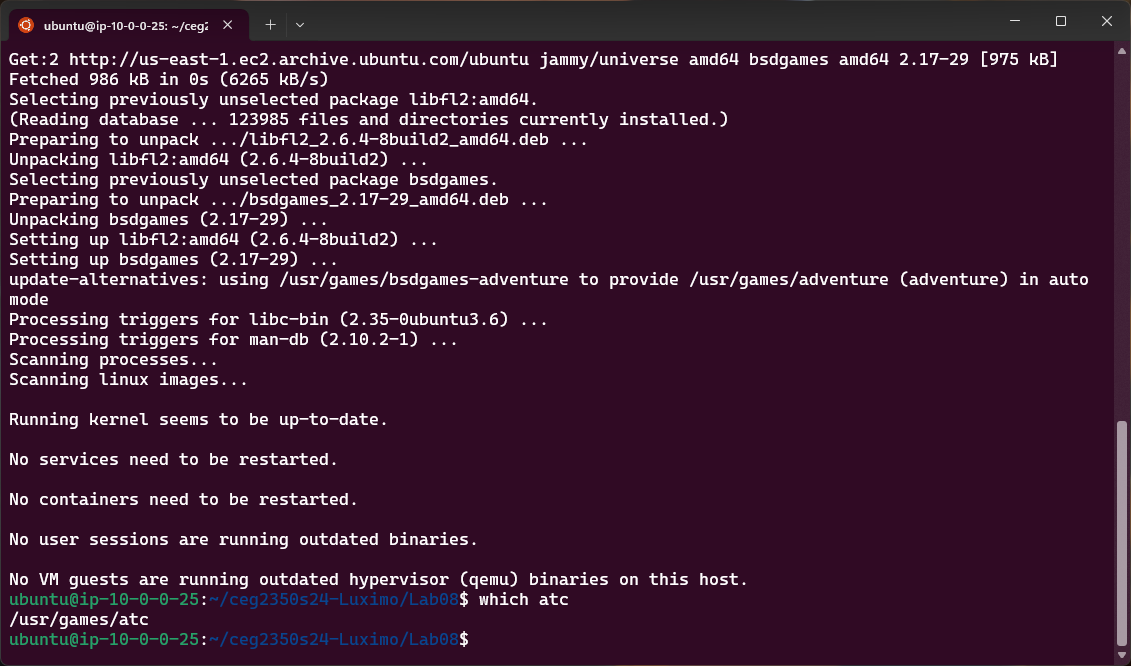 ubuntu@ip-10-0-0-25: ~/ceg2
Get:2 http://us-east-1.ec2.archive.ubuntu.com/ubuntu jammy/universe amd64 bsdgames amd64 2.17-29 [975 kB]
Fetched 986 kB in 0s (6265 kB/s)
Selecting previously unselected package libfl2:amd64.
(Reading database ... 123985 files and directories currently installed.)
Preparing to unpack .../libfl2_2.6.4-8build2_amd64.deb ...
Unpacking libfl2:amd64 (2.6.4-8build2) ...
Selecting previously unselected package bsdgames.
Preparing to unpack .../bsdgames_2.17-29_amd64.deb ...
Unpacking bsdgames (2.17-29) ...
Setting up libfl2:amd64 (2.6.4-8build2) ...
Setting up bsdgames (2.17-29) ...
update-alternatives: using /usr/games/bsdgames-adventure to provide /usr/games/adventure (adventure) in auto
mode
Processing triggers for libc-bin (2.35-0ubuntu3.6) ...
Processing triggers for man-db (2.10.2-1) ...
Scanning processes...
Scanning linux images...
Running kernel seems to be up-to-date.
No services need to be restarted.
No containers need to be restarted.
No user sessions are running outdated binaries.
No VM guests are running outdated hypervisor (qemu) binaries on this host.
ubuntu@ip-10-0-0-25:~/ceg2350s24-Luximo/Lab08$ which atc
/usr/games/atc
ubuntu@ip-10-0-0-25:~/ceg2350s24-Luximo/Lab08$